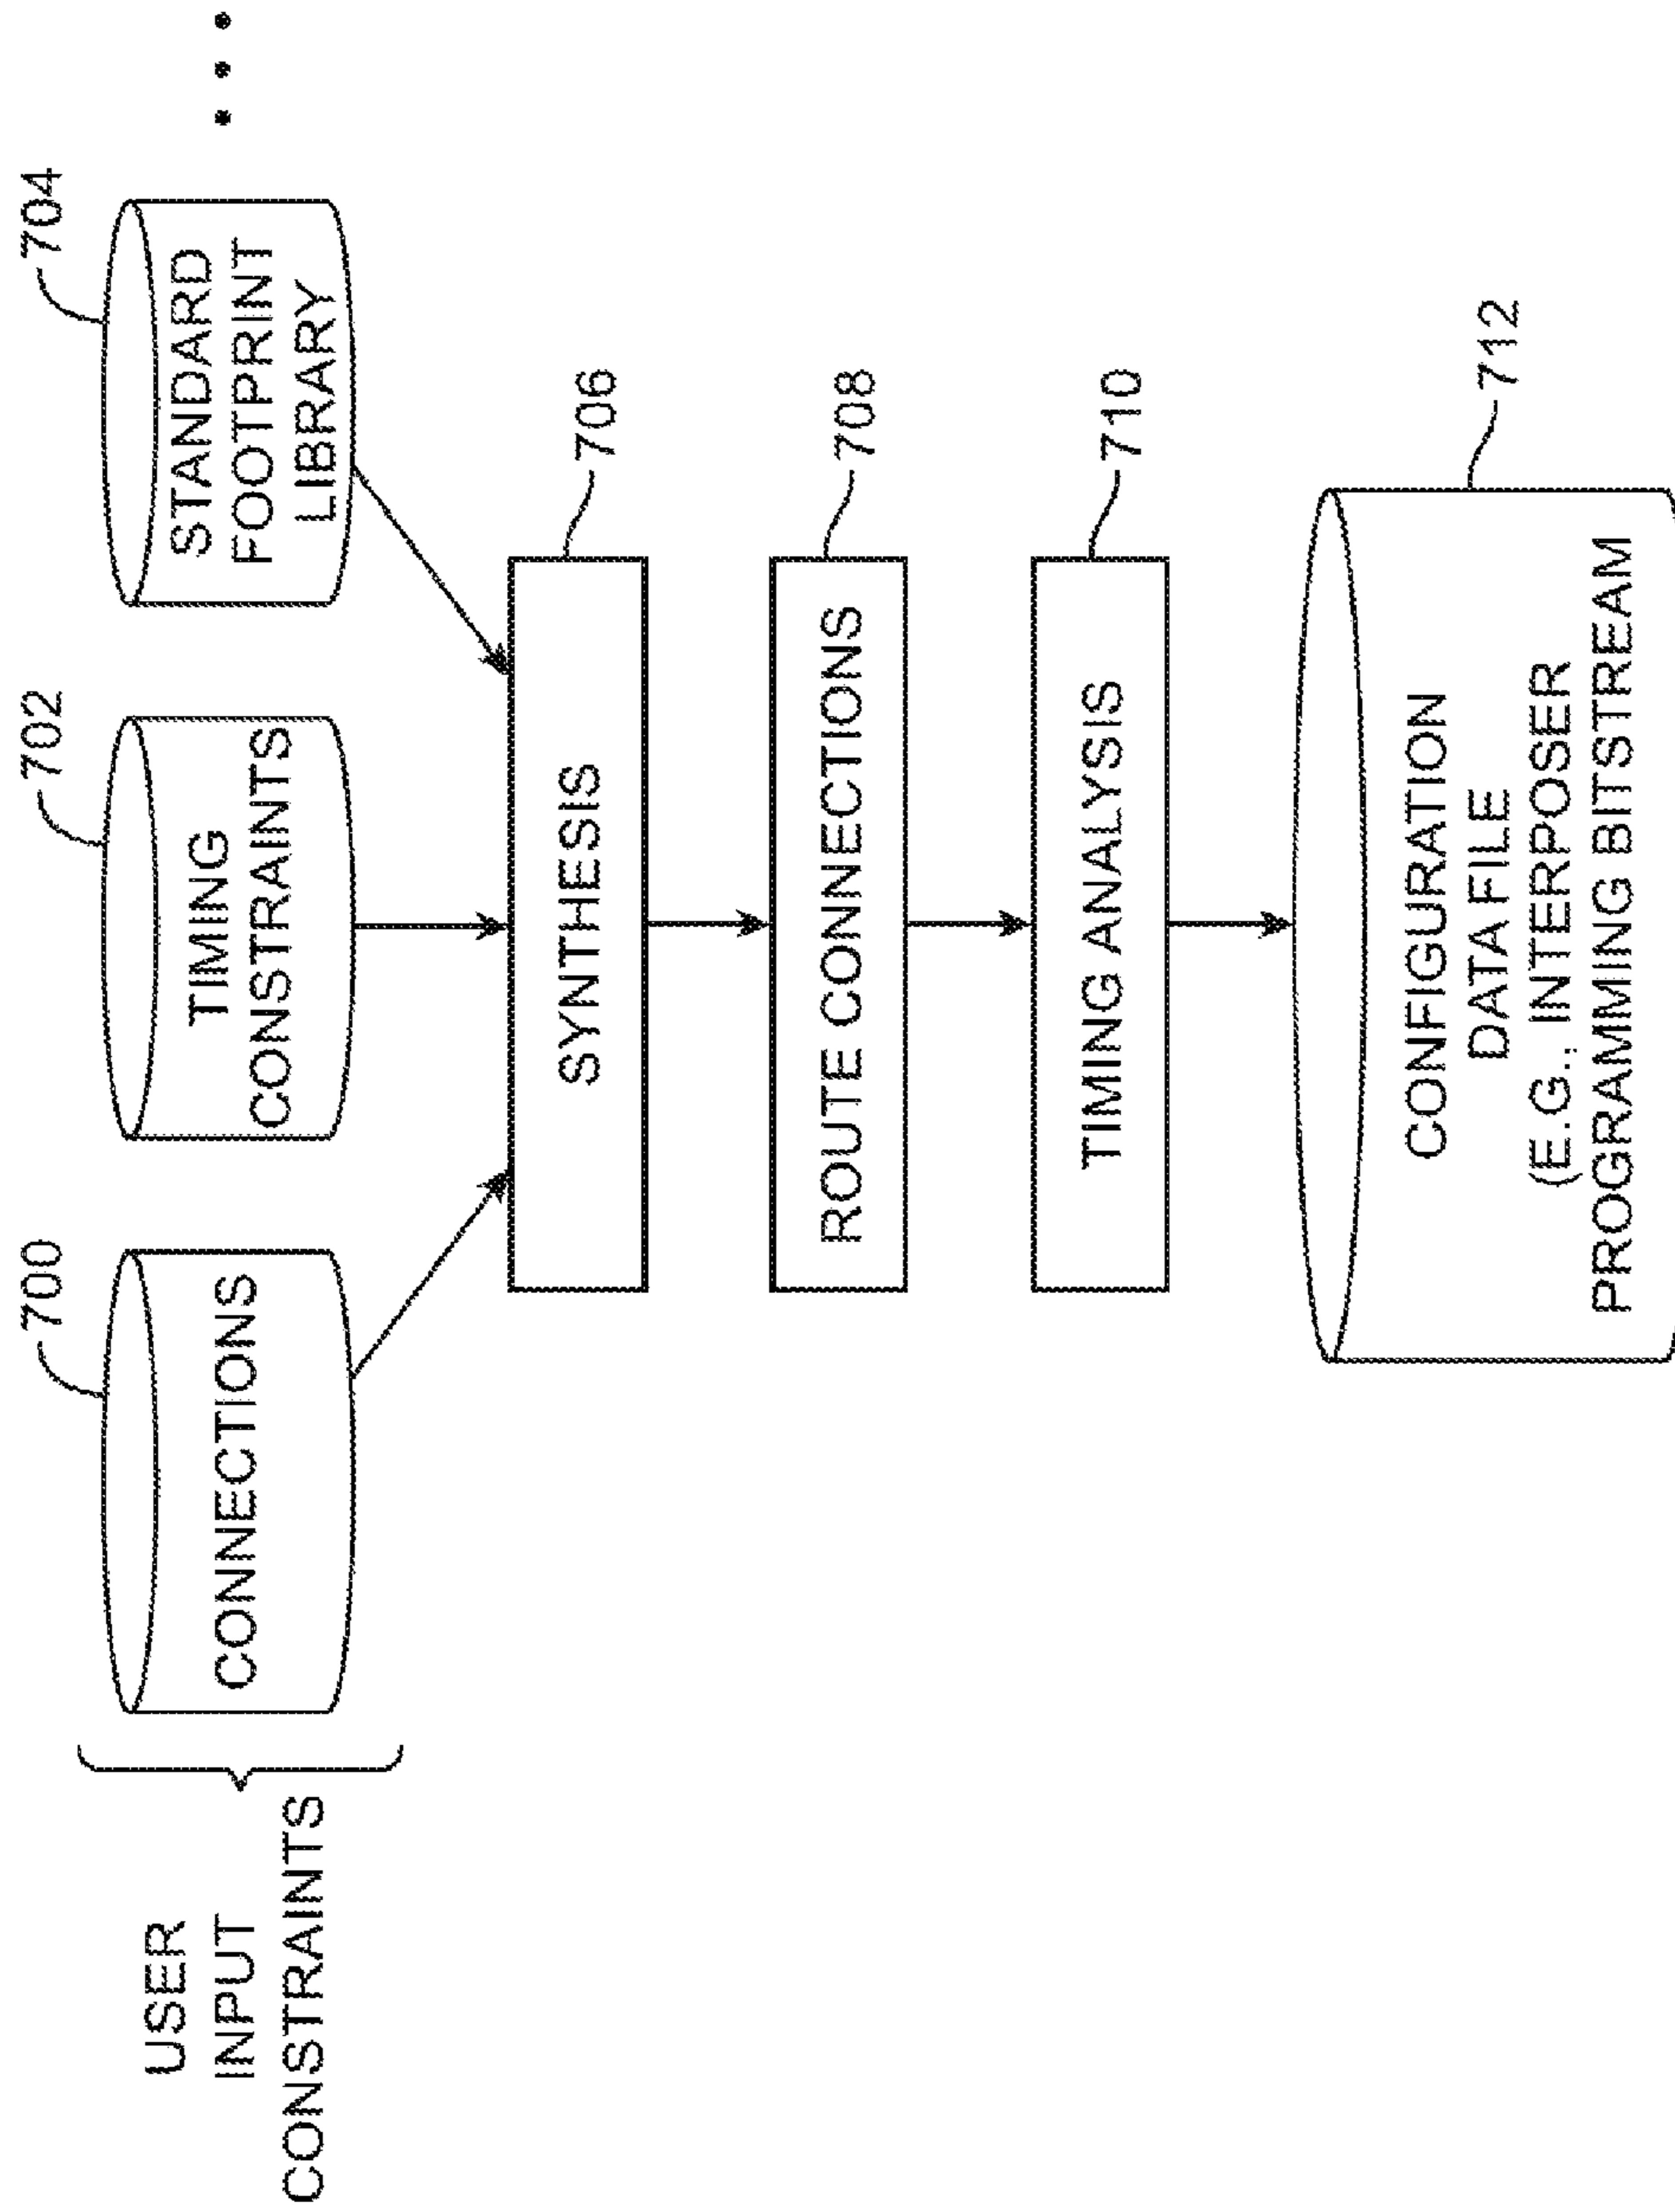 USER
INPUT
CONSTRAINTS
700
CONNECTIONS
702
TIMING
CONSTRAINTS
704
STANDARD
FOOTPRINT
LIBRARY
SYNTHESIS
706
ROUTE CONNECTIONS
708
TIMING ANALYSIS
710
CONFIGURATION
DATA FILE
(E.G., INTERPOSER
PROGRAMMING BITSTREAM
712